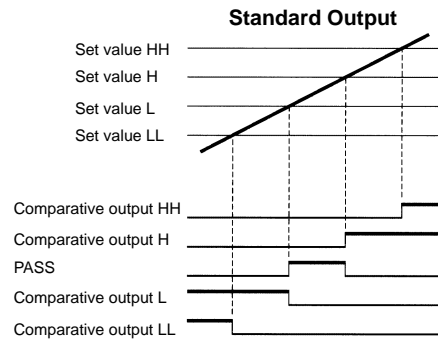 Standard Output
Set value HH
Set value H
Set value L
Set value LL
Comparative output HH
Comparative output H
PASS
Comparative output L
Comparative output LL